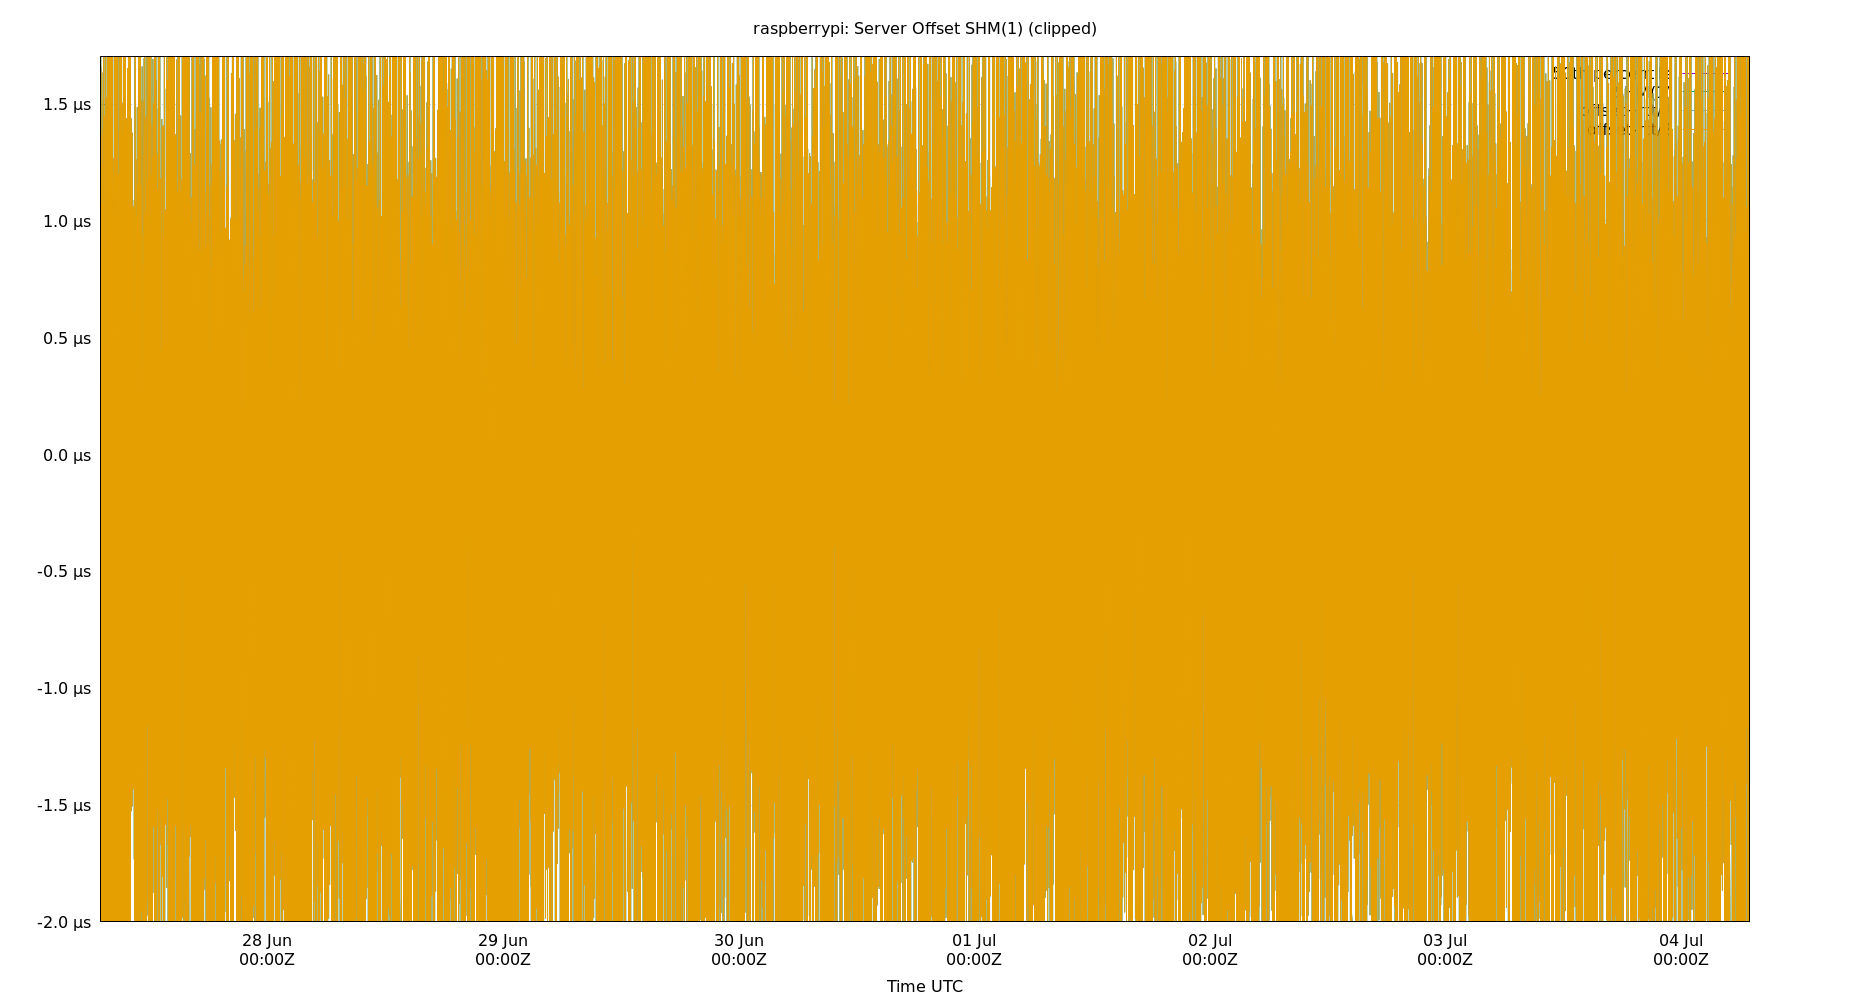 raspberrypi: Server Offset SHM(1) (clipped)
1.5 µs
1.0 µs
0.5 µs
0.0 µs
-0.5 µs
-1.0 µs
-1.5 µs
-2.0 µs
28 Jun
00:00Z
29 Jun
00:00Z
30 Jun
00:00Z
01 Jul
00:00Z
02 Jul
00:00Z
03 Jul
00:00Z
04 Jul
00:00Z
Time UTC